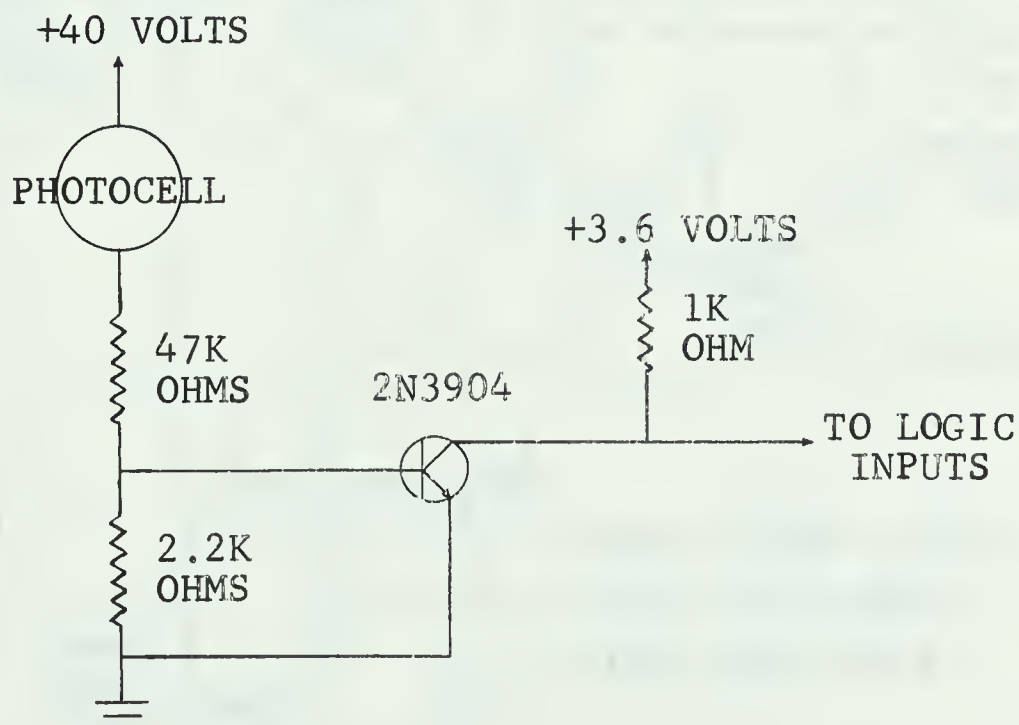 +40 VOLTS
PHOTOCELL
+3.6 VOLTS
1K
OHM
47K
OHMS
2N3904
TO LOGIC
INPUTS
2.2K
OHMS